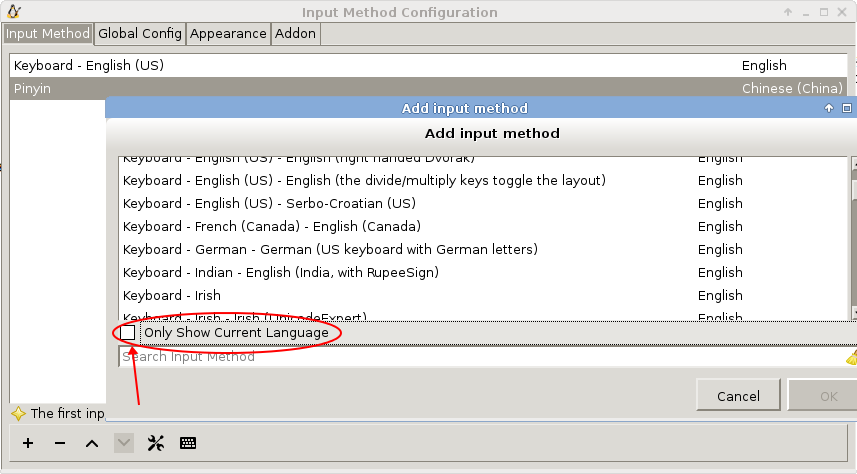 Input Method Configuration
Input Method Global Config Appearance Addon
Keyboard - English (US) English
Pinyin Chinese (China)
Add input method
Add input method
Keyboard - English (US) - English (right handed Dvorak) English
Keyboard - English (US) - English (the divide/multiply keys toggle the layout) English
Keyboard - English (US) - Serbo-Croatian (US) English
Keyboard - French (Canada) - English (Canada) English
Keyboard - German - German (US keyboard with German letters) English
Keyboard - Indian - English (India, with RupeeSign) English
Keyboard - Irish English
Keyboard - Irish - Irish (UnicodeExpert) English
Only Show Current Language
Search Input Method
Cancel OK
The first inp